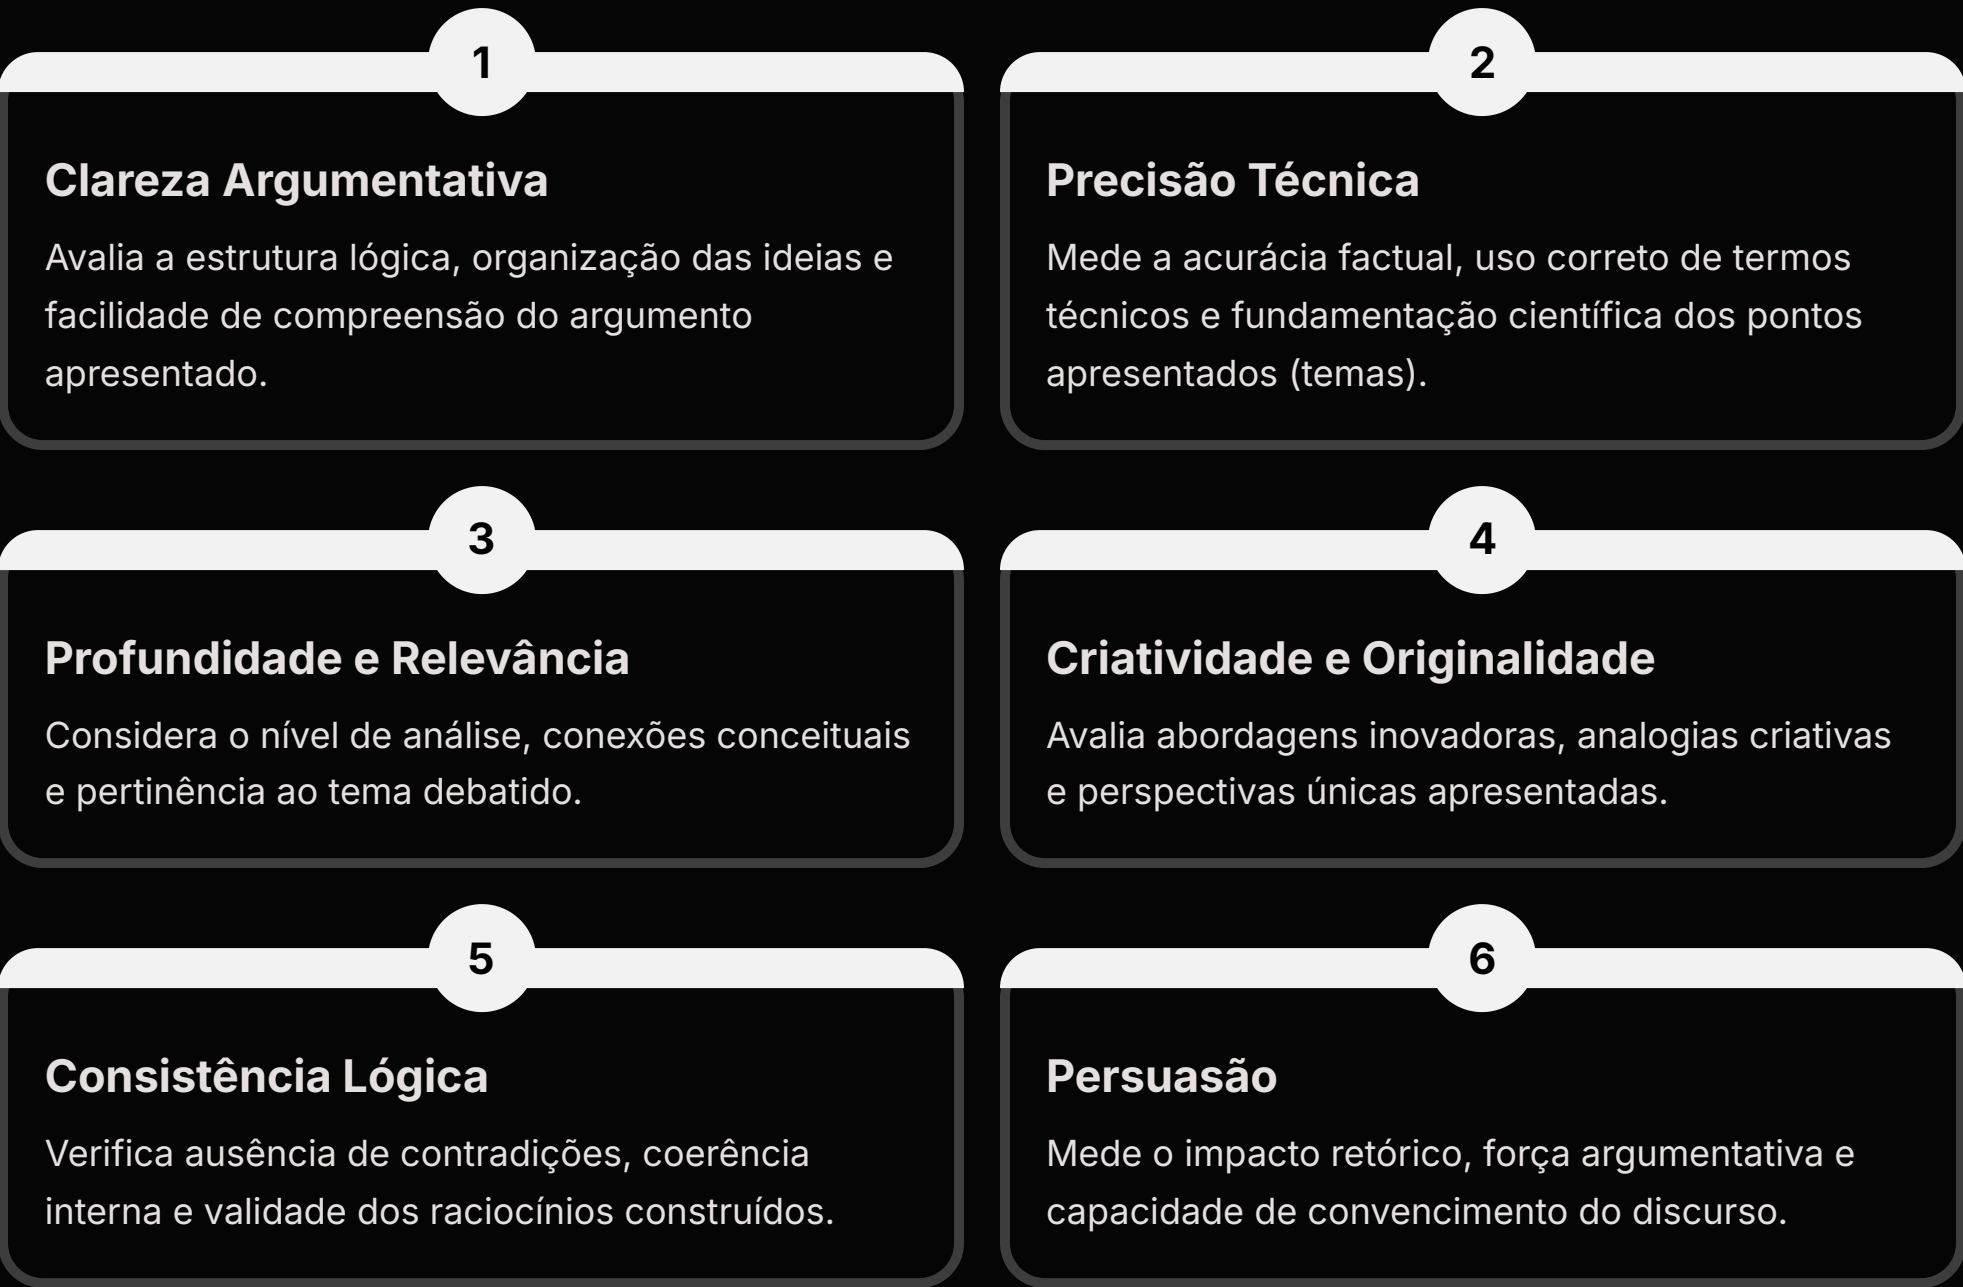 1
Clareza Argumentativa
Avalia a estrutura lógica, organização das ideias e
facilidade de compreensão do argumento
apresentado.
2
Precisão Técnica
Mede a acurácia factual, uso correto de termos
técnicos e fundamentação científica dos pontos
apresentados (temas).
3
Profundidade e Relevância
Considera o nível de análise, conexões conceituais
e pertinência ao tema debatido.
4
Criatividade e Originalidade
Avalia abordagens inovadoras, analogias criativas
e perspectivas únicas apresentadas.
5
Consistência Lógica
Verifica ausência de contradições, coerência
interna e validade dos raciocínios construídos.
6
Persuasão
Mede o impacto retórico, força argumentativa e
capacidade de convencimento do discurso.